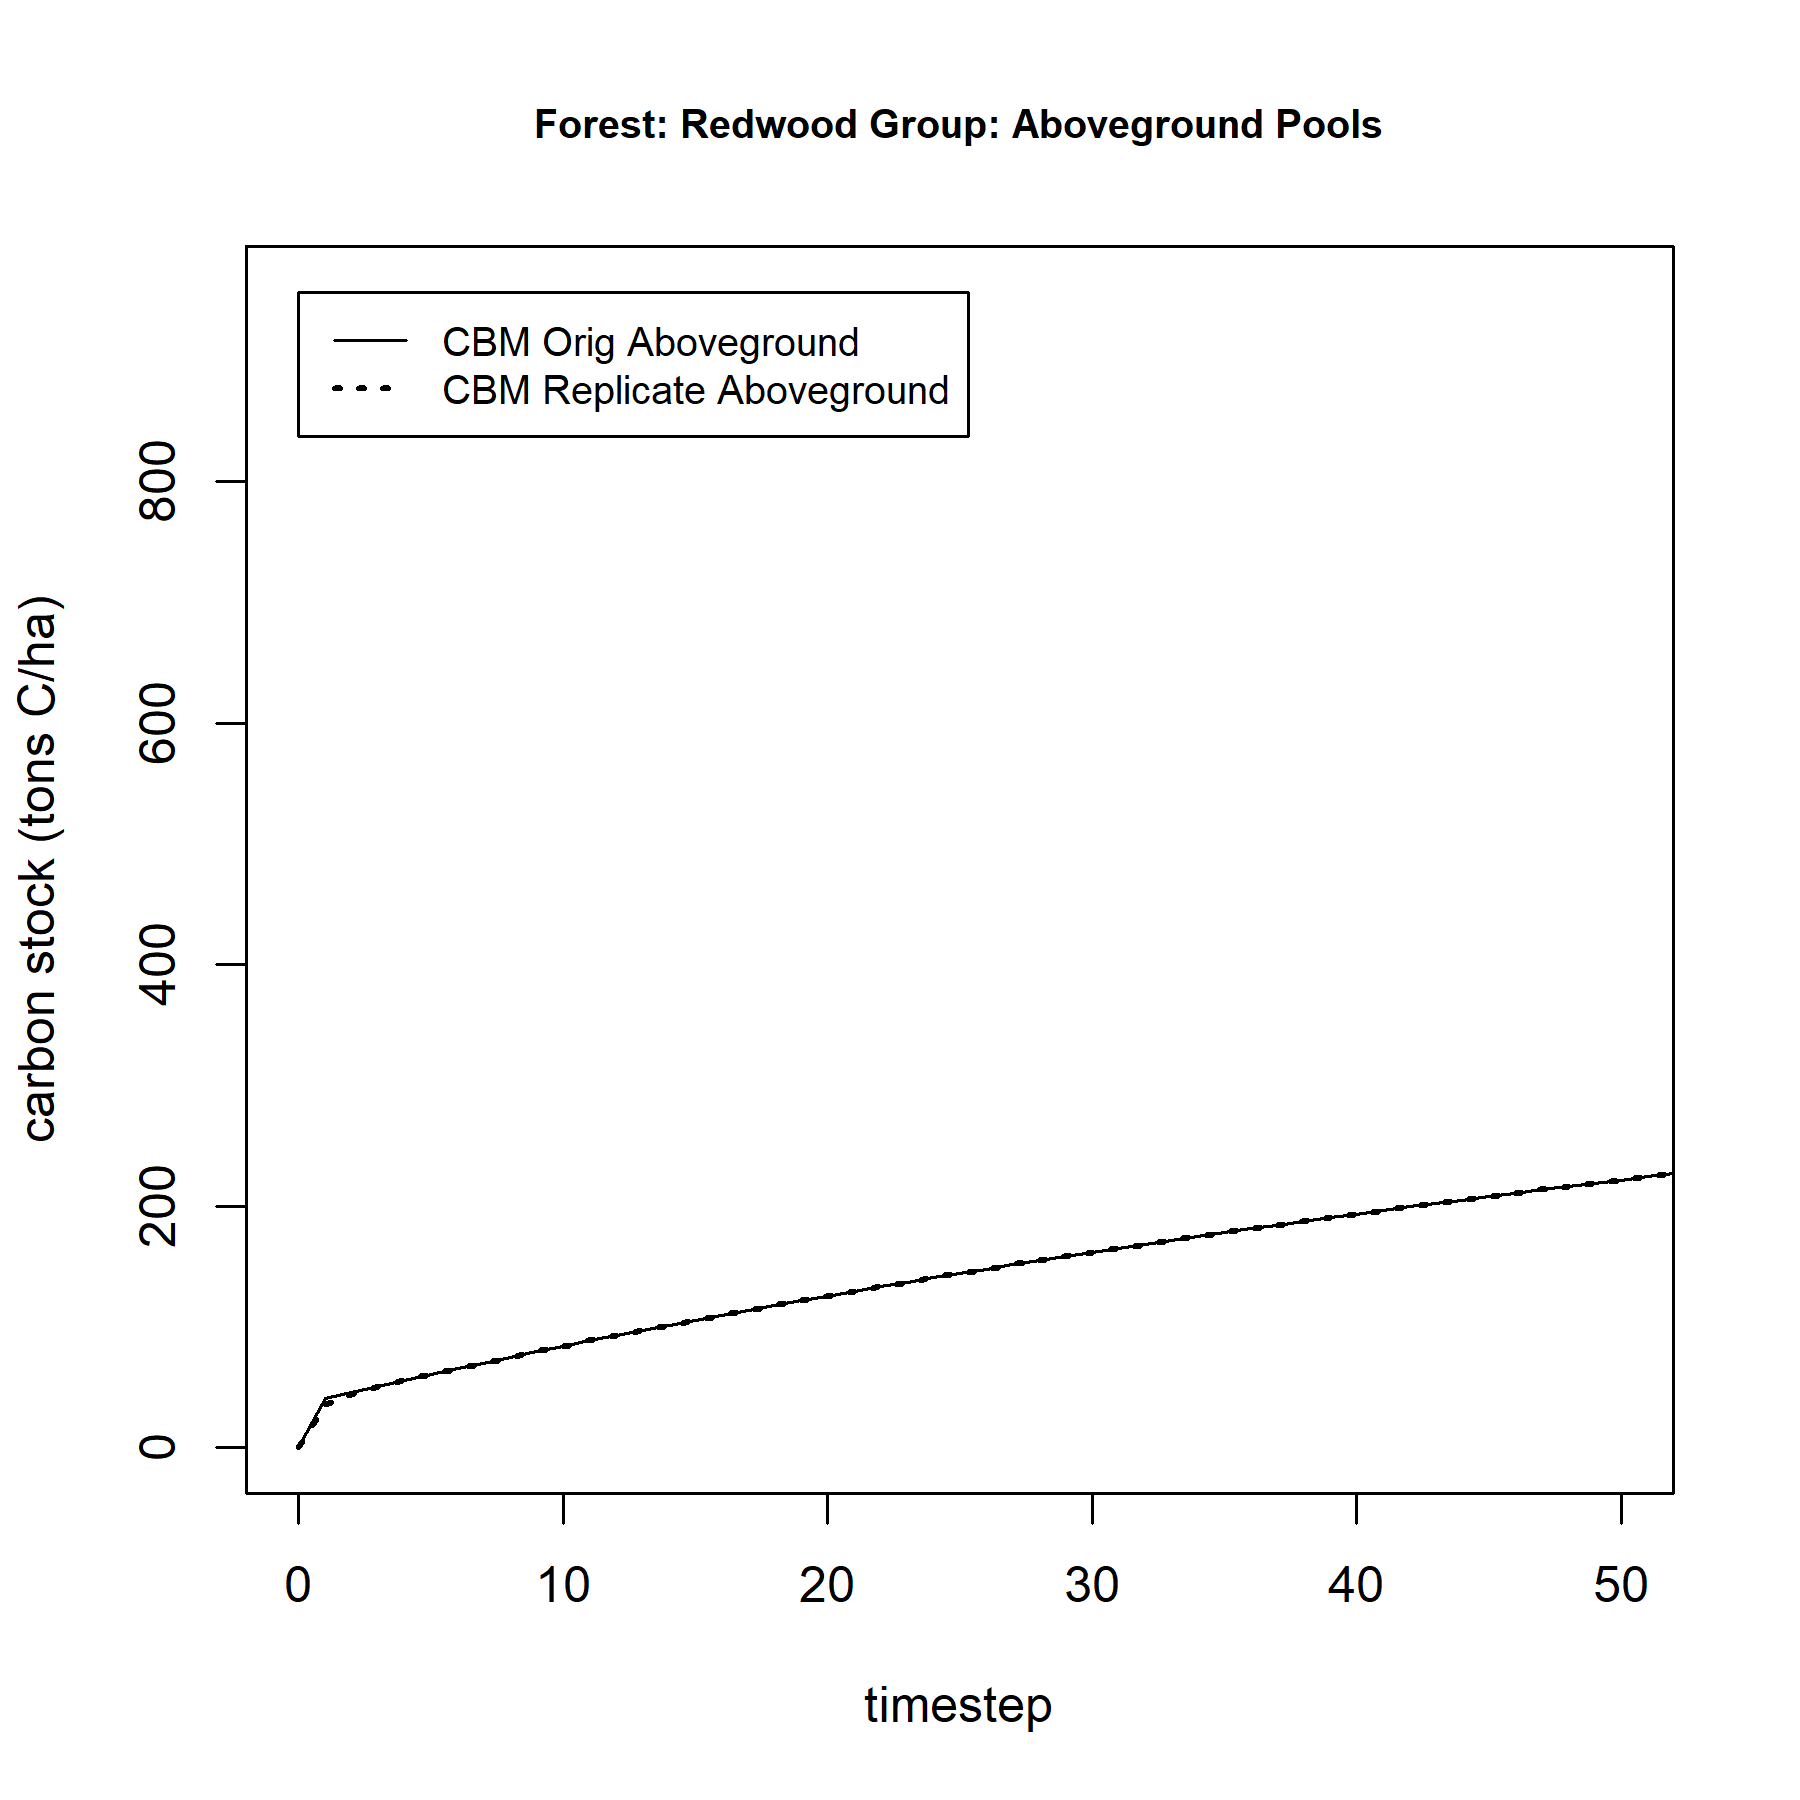 Forest: Redwood Group: Aboveground Pools
CBM Orig Aboveground
CBM Replicate Aboveground
carbon stock (tons C/ha)
800
600
400
200
0
0 10 20 30 40 50
timestep